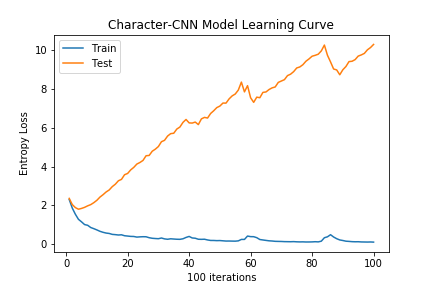 Character-CNN Model Learning Curve
Train
Test
Entropy Loss
10
8
6
4
2
0
0 20 40 60 80 100
100 iterations